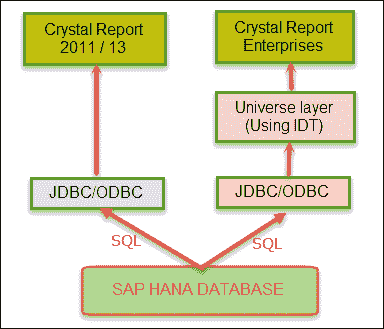 Crystal Report
2011 / 13
Crystal Report
Enterprises
Universe layer
(Using IDT)
JDBC/ODBC
JDBC/ODBC
SQL
SQL
SAP HANA DATABASE